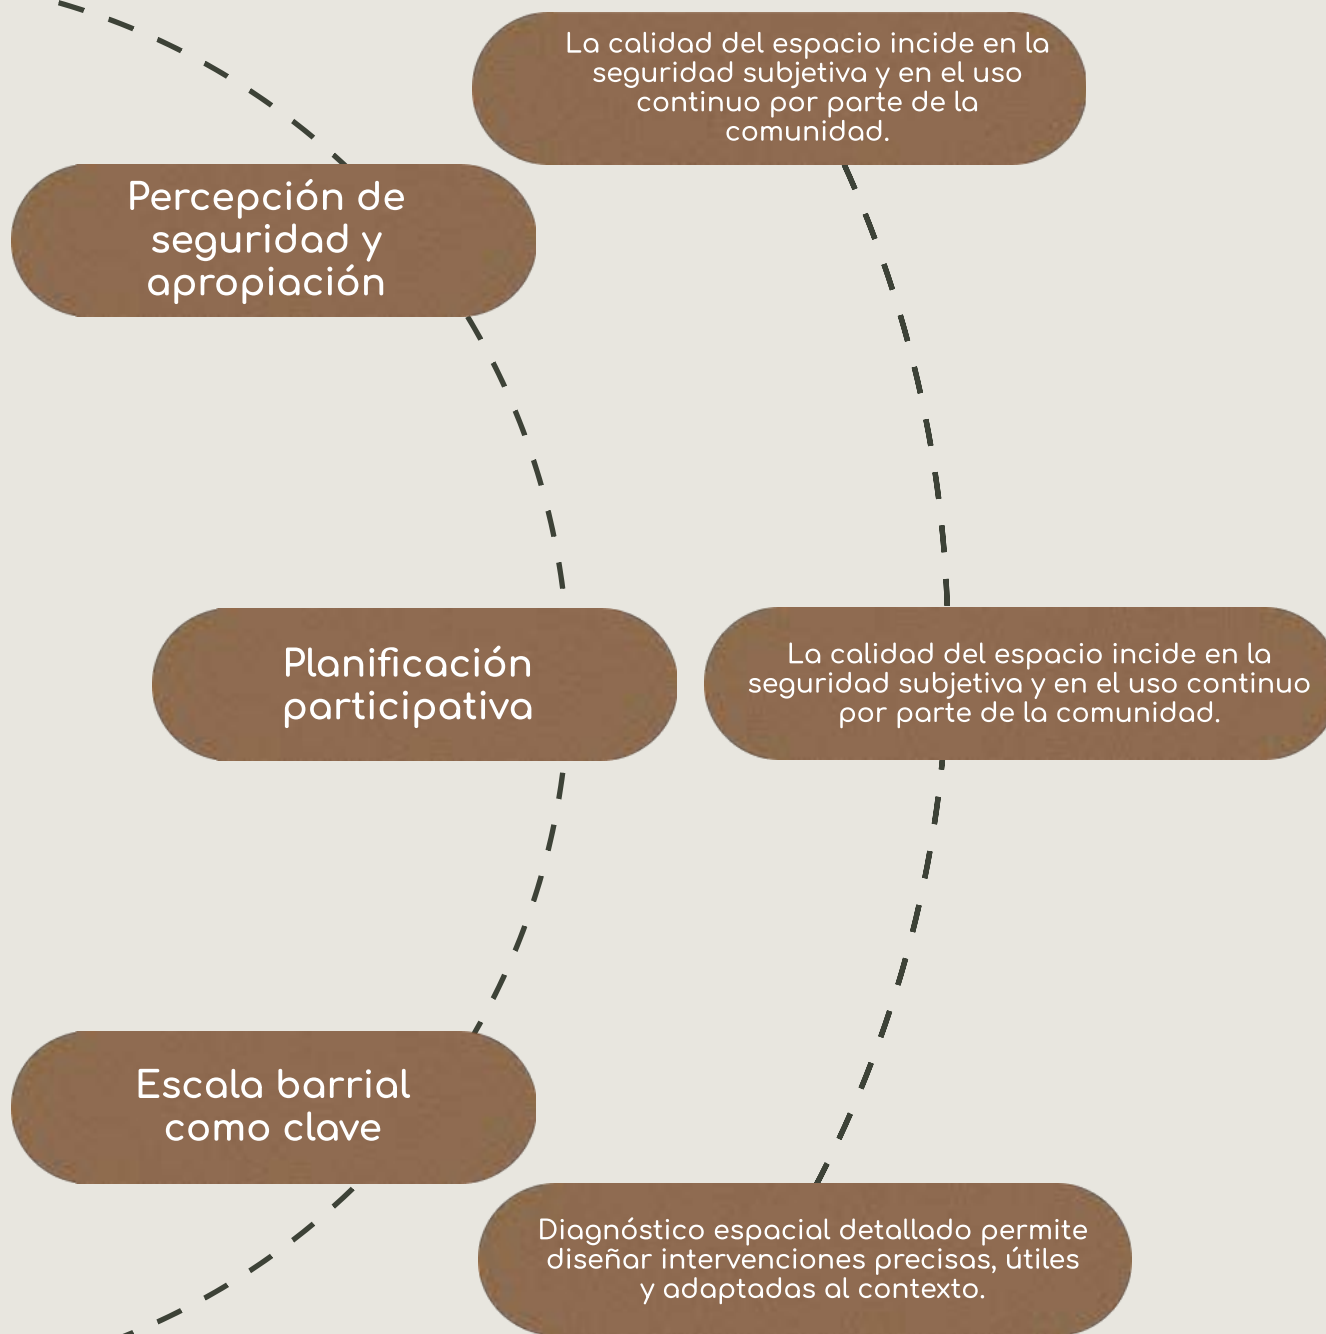 La calidad del espacio incide en la
seguridad subjetiva y en el uso
continuo por parte de la
comunidad.
Percepción de
seguridad y
apropiación
Planificación
participativa
La calidad del espacio incide en la
seguridad subjetiva y en el uso continuo
por parte de la comunidad.
Escala barrial
como clave
Diagnóstico espacial detallado permite
diseñar intervenciones precisas, útiles
y adaptadas al contexto.